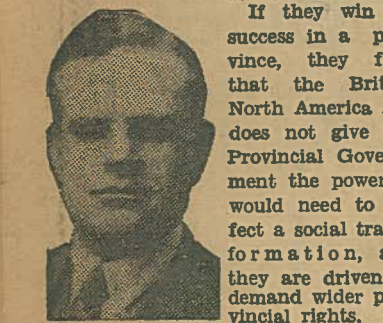 If they win
success in a p
vince, they f
that the Brit
North America
does not give
Provincial Gover
ment the power
would need to
fect a social tra
formation, a
they are driven
demand wider p
vincial rights.